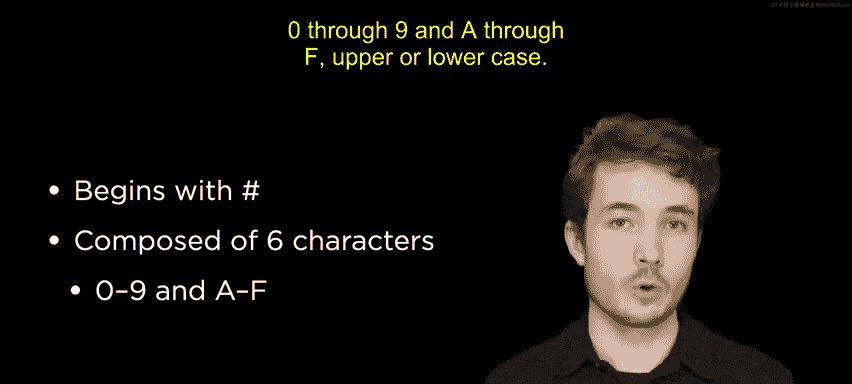 0 through 9 and A through
F, upper or lower case.
• Begins with #
• Composed of 6 characters
• 0–9 and A–F